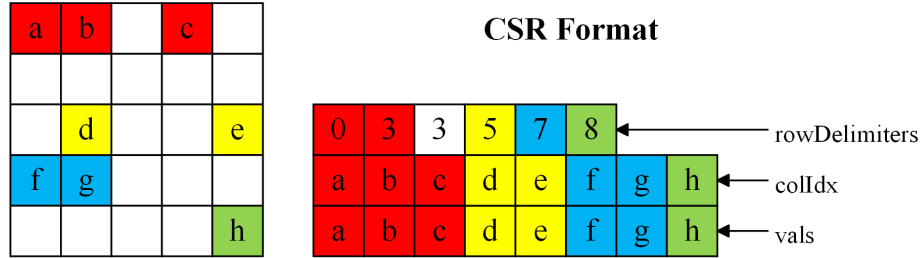 a b c
CSR Format
d e
0 3 3 5 7 8 rowDelimiters
f g
a b c d e f g h colIdx
h
a b c d e f g h vals